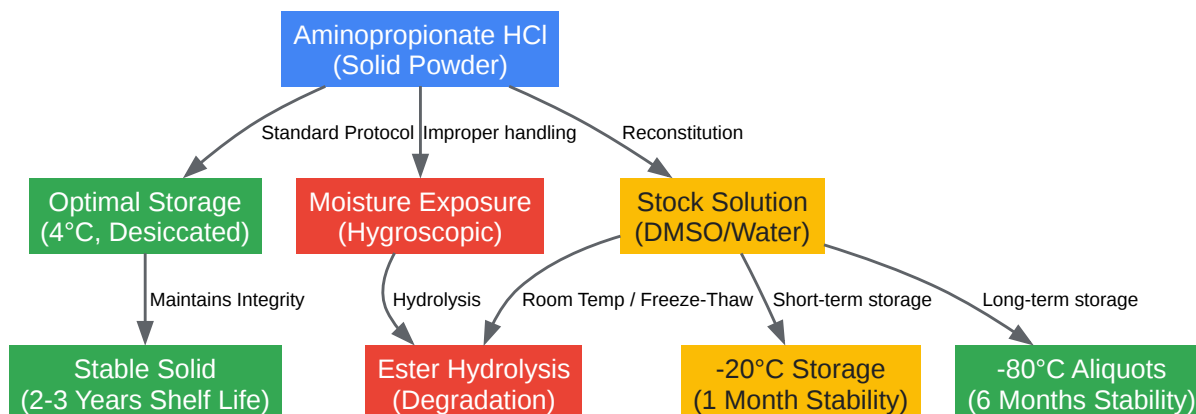 Aminopropionate HCl
(Solid Powder)
Standard Protocol
Improper handling
Reconstitution
Optimal Storage
(4°C, Desiccated)
Moisture Exposure
(Hygroscopic)
Stock Solution
(DMSO/Water)
Maintains Integrity
Hydrolysis
Room Temp / Freeze-Thaw
Short-term storage
Long-term storage
Stable Solid
(2-3 Years Shelf Life)
Ester Hydrolysis
(Degradation)
-20°C Storage
(1 Month Stability)
-80°C Aliquots
(6 Months Stability)